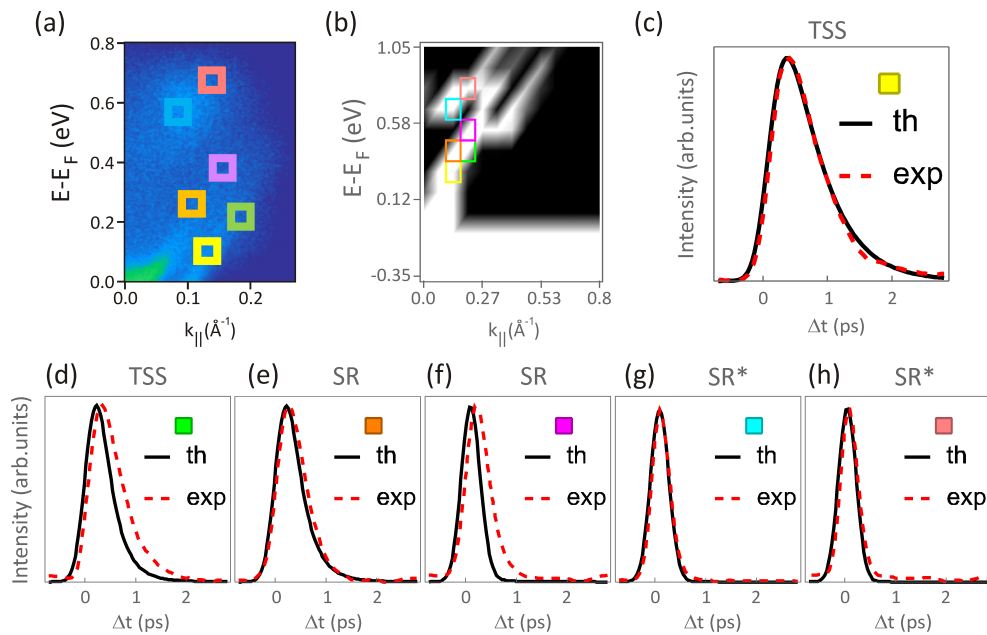 (a)
0.8
0.6
0.4
0.2
0.0
E-E_F (eV)
0.0 0.1 0.2
k_||(Å⁻¹)
(b)
1.05
0.58
0.12
-0.35
E-E_F (eV)
0.0 0.27 0.53 0.8
k_||(Å⁻¹)
(c)
TSS
th
exp
Intensity (arb.units)
0 1 2
Δt (ps)
(d) TSS
th
exp
Intensity (arb.units)
0 1 2
Δt (ps)
(e) SR
th
exp
0 1 2
Δt (ps)
(f) SR
th
exp
0 1 2
Δt (ps)
(g) SR*
th
exp
0 1 2
Δt (ps)
(h) SR*
th
exp
0 1 2
Δt (ps)